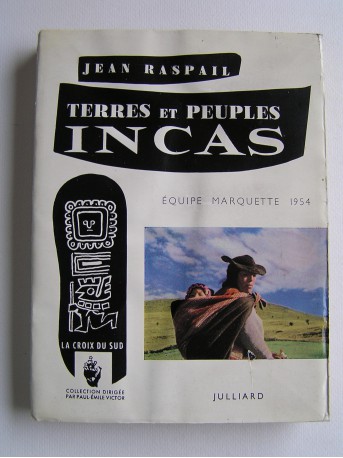 JEAN RASPAIL
TERRES ET PEUPLES
INCAS
ÉQUIPE MARQUETTE 1954
LA CROIX DU SUD
COLLECTION DIRIGÉE
PAR PAUL-ÉMILE VICTOR
JULLIARD